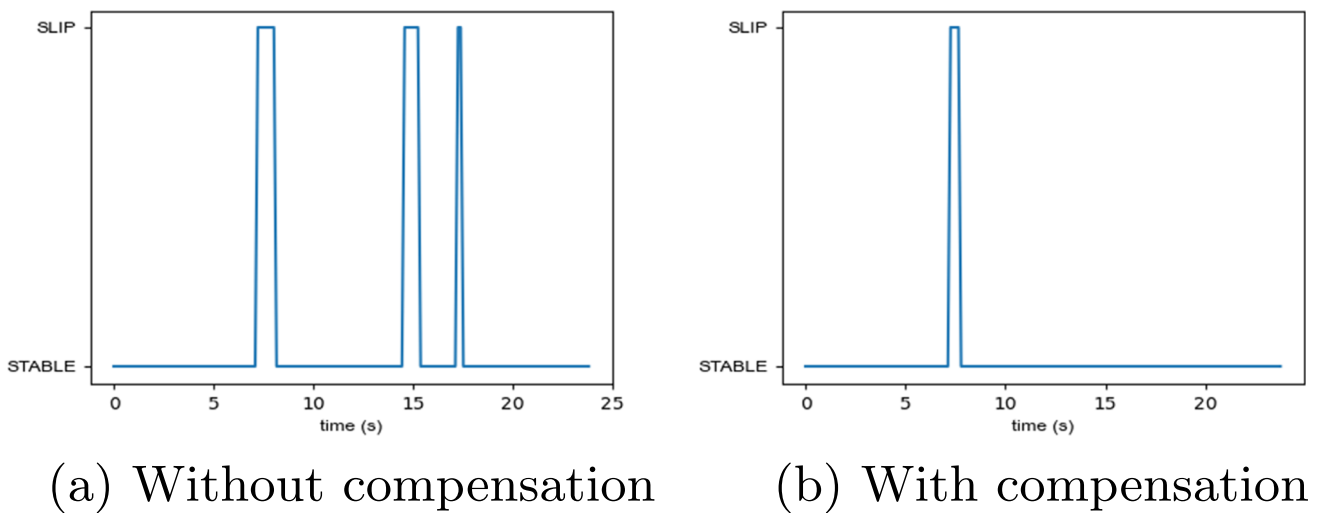 SLIP
STABLE
0 5 10 15 20 25
time (s)
(a) Without compensation
SLIP
STABLE
0 5 10 15 20
time (s)
(b) With compensation